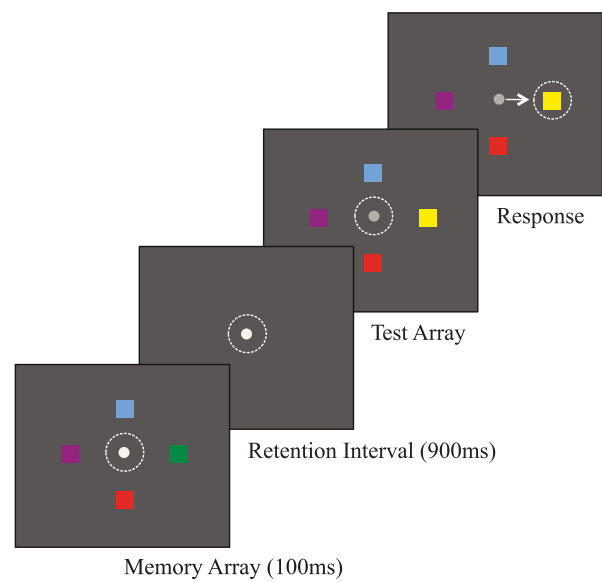 Response
Test Array
Retention Interval (900ms)
Memory Array (100ms)